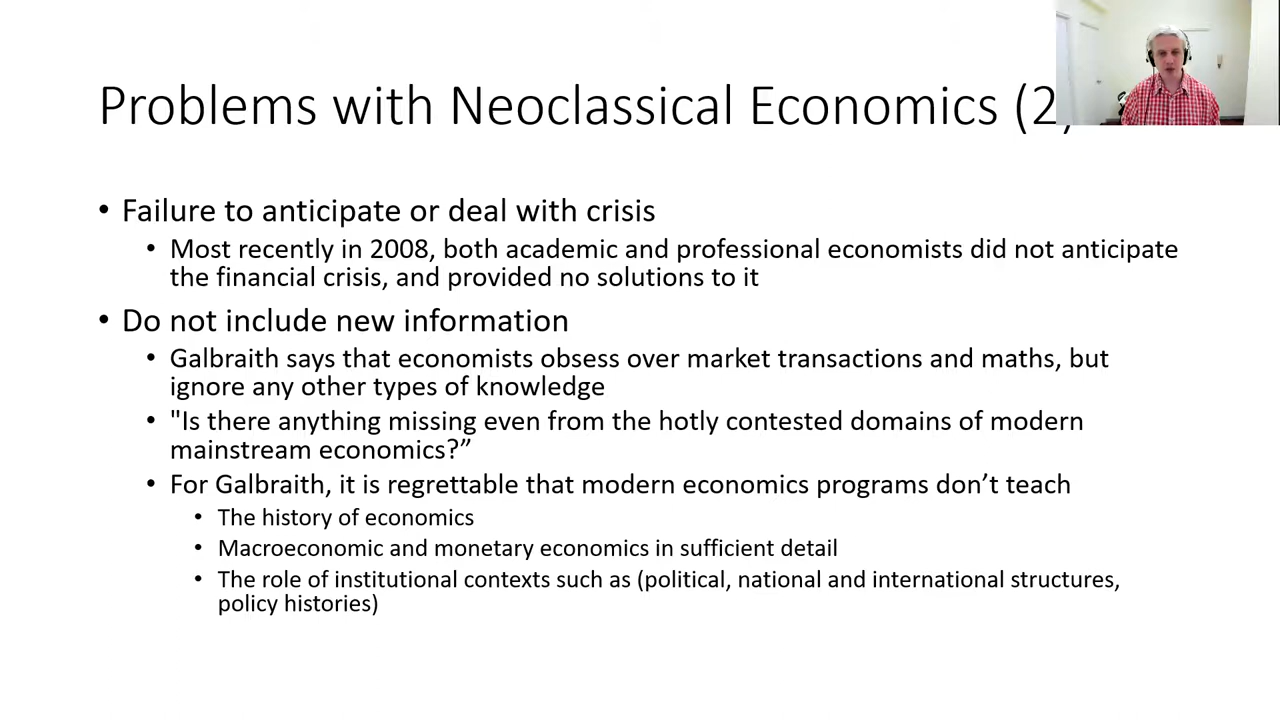 Problems with Neoclassical Economics (2)
• Failure to anticipate or deal with crisis
• Most recently in 2008, both academic and professional economists did not anticipate
the financial crisis, and provided no solutions to it
• Do not include new information
• Galbraith says that economists obsess over market transactions and maths, but
ignore any other types of knowledge
• "Is there anything missing even from the hotly contested domains of modern
mainstream economics?”
• For Galbraith, it is regrettable that modern economics programs don’t teach
• The history of economics
• Macroeconomic and monetary economics in sufficient detail
• The role of institutional contexts such as (political, national and international structures,
policy histories)